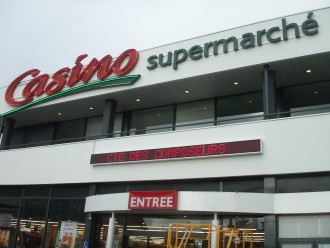 Casino supermarché
CIE DES COMPOSEURS
ENTREE